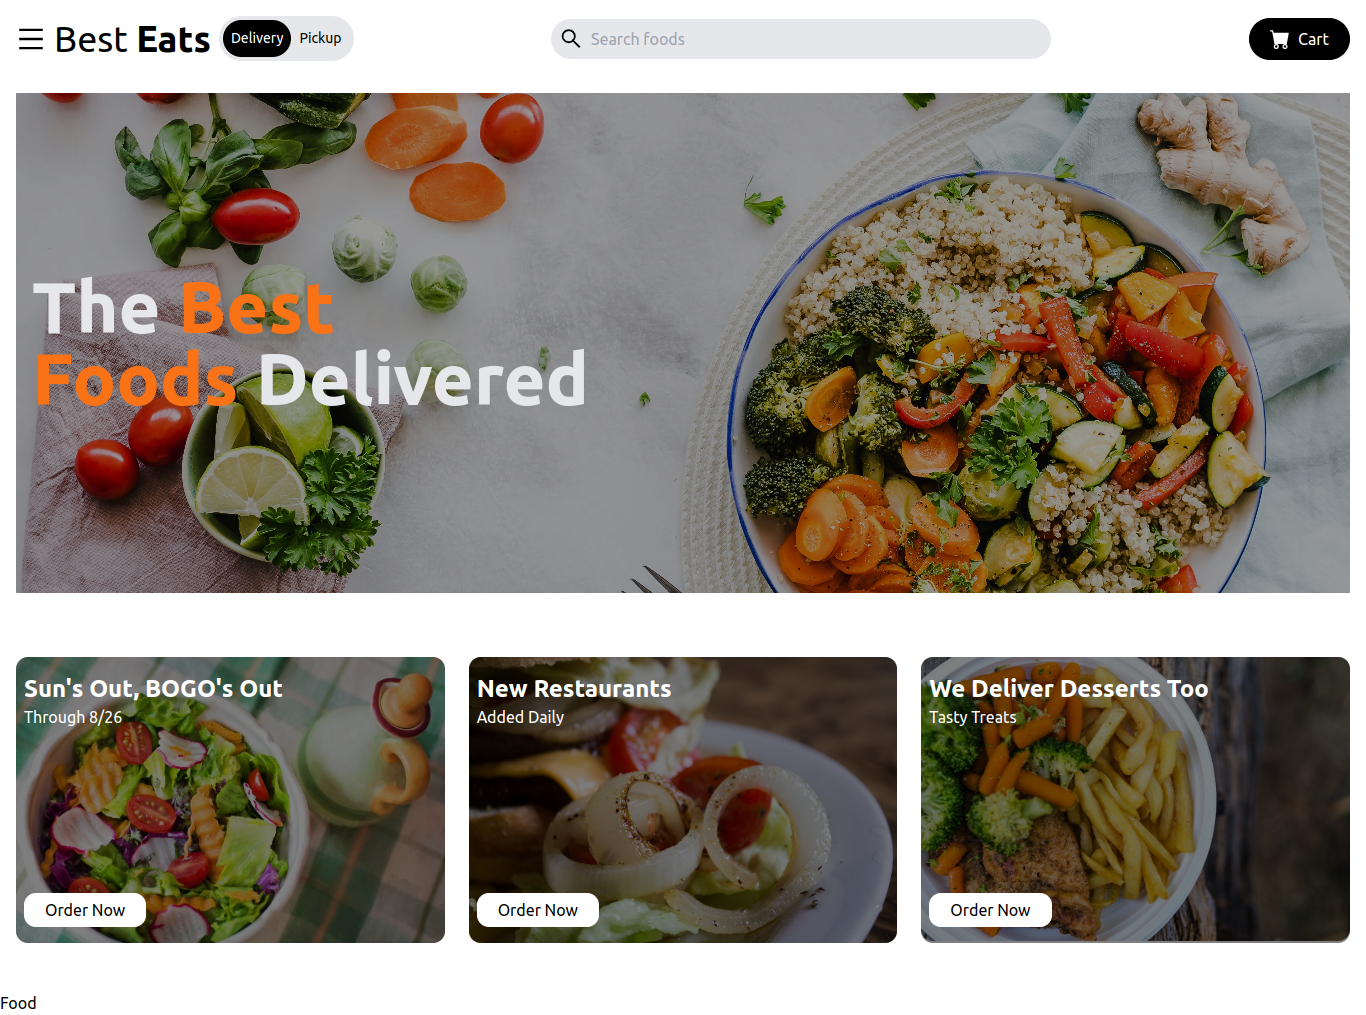 Best Eats
Delivery Pickup
Search foods
Cart
The Best
Foods Delivered
Sun's Out, BOGO's Out
Through 8/26
Order Now
New Restaurants
Added Daily
Order Now
We Deliver Desserts Too
Tasty Treats
Order Now
Food